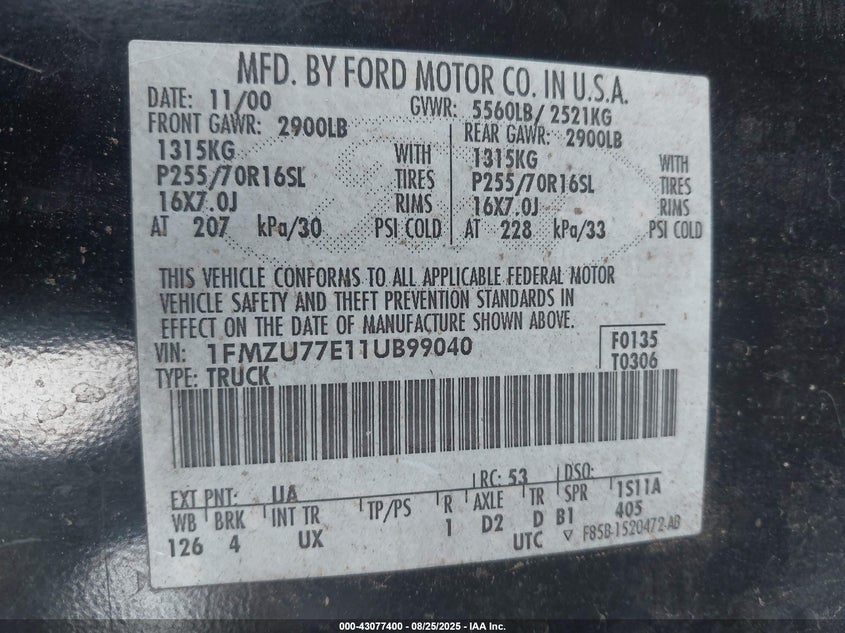 MFD. BY FORD MOTOR CO. IN U.S.A.
DATE: 11/00 GVWR: 5560LB/ 2521KG
FRONT GAWR: 2900LB REAR GAWR: 2900LB
1315KG WITH 1315KG WITH
P255/70R16SL TIRES P255/70R16SL TIRES
16X7.0J RIMS 16X7.0J RIMS
AT 207 kPa/30 PSI COLD AT 228 kPa/33 PSI COLD
THIS VEHICLE CONFORMS TO ALL APPLICABLE FEDERAL MOTOR
VEHICLE SAFETY AND THEFT PREVENTION STANDARDS IN
EFFECT ON THE DATE OF MANUFACTURE SHOWN ABOVE.
VIN: 1FMZU77E11UB99040 F0135
TYPE: TRUCK T0306
EXT PNT: UA RC: 53 DSO:
WB BRK INT TR TP/PS R AXLE TR SPR 1S11A
126 4 UX 1 D2 D B1 405
UTC ▽ F85B-1520472-AB
000-43077400 - 08/25/2025 - IAA Inc.